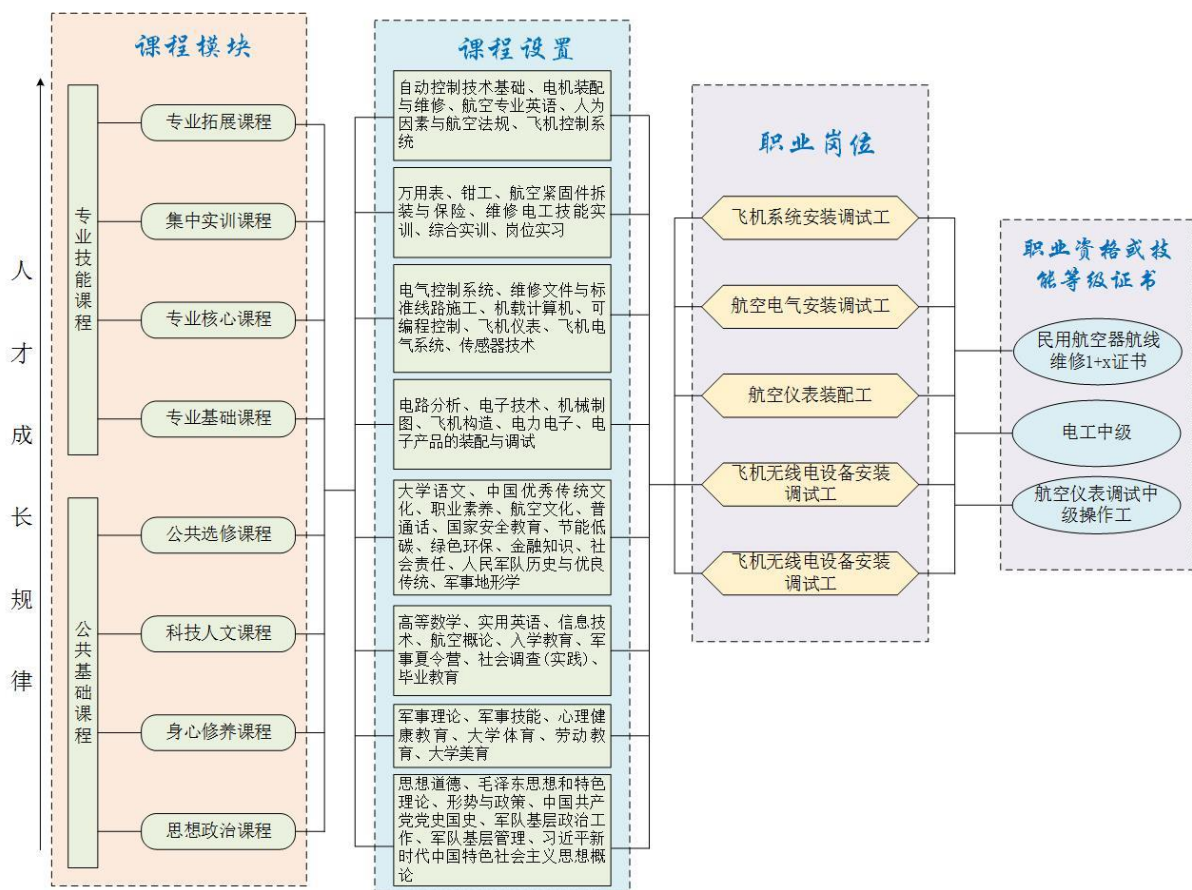 课程模块
人才成长规律
专业技能课程
专业拓展课程
集中实训课程
专业核心课程
专业基础课程
公共基础课程
公共选修课程
科技人文课程
身心修养课程
思想政治课程
课程设置
自动控制技术基础、电机装配
与维修、航空专业英语、人为
因素与航空法规、飞机控制系
统
万用表、钳工、航空紧固件拆
装与保险、维修电工技能实
训、综合实训、岗位实习
电气控制系统、维修文件与标
准线路施工、机载计算机、可
编程控制、飞机仪表、飞机电
气系统、传感器技术
电路分析、电子技术、机械制
图、飞机构造、电力电子、电
子产品的装配与调试
大学语文、中国优秀传统文
化、职业素养、航空文化、普
通话、国家安全教育、节能低
碳、绿色环保、金融知识、社
会责任、人民军队历史与优良
传统、军事地形学
高等数学、实用英语、信息技
术、航空概论、入学教育、军
事夏令营、社会调查(实践)、
毕业教育
军事理论、军事技能、心理健
康教育、大学体育、劳动教
育、大学美育
思想道德、毛泽东思想和特色
理论、形势与政策、中国共产
党党史国史、军队基层政治工
作、军队基层管理、习近平新
时代中国特色社会主义思想概
论
职业岗位
飞机系统安装调试工
航空电气安装调试工
航空仪表装配工
飞机无线电设备安装
调试工
飞机无线电设备安装
调试工
职业资格或技
能等级证书
民用航空器航线
维修1+x证书
电工中级
航空仪表调试中
级操作工